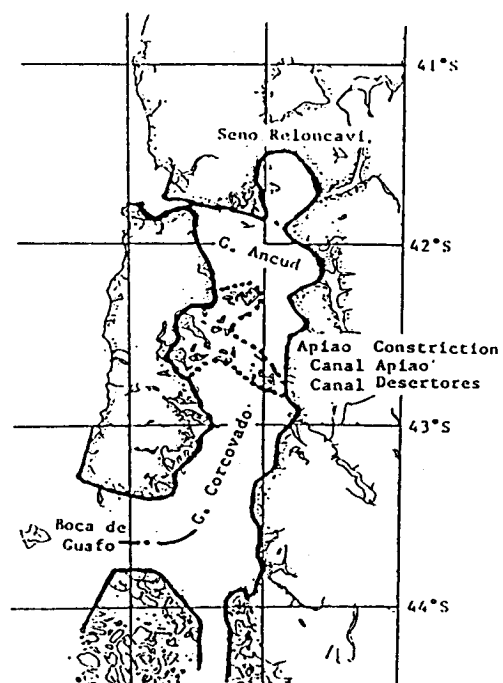 41°S
Seno Reloncavi.
42°S
G. Ancud
Apiao Constriction
Canal Apiao
Canal Desertores
43°S
G. Corcovado.
Boca de
Guafo
44°S